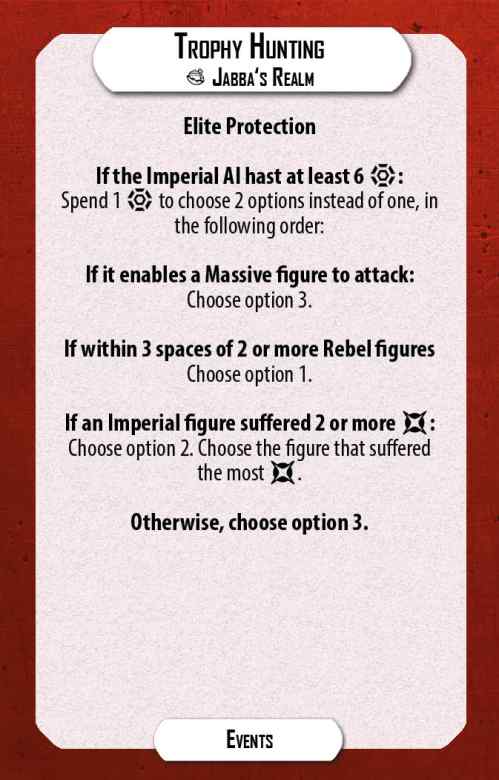 Trophy Hunting
Jabba's Realm
Elite Protection
If the Imperial AI hast at least 6 :
Spend 1 to choose 2 options instead of one, in
the following order:
If it enables a Massive figure to attack:
Choose option 3.
If within 3 spaces of 2 or more Rebel figures
Choose option 1.
If an Imperial figure suffered 2 or more :
Choose option 2. Choose the figure that suffered
the most .
Otherwise, choose option 3.
Events